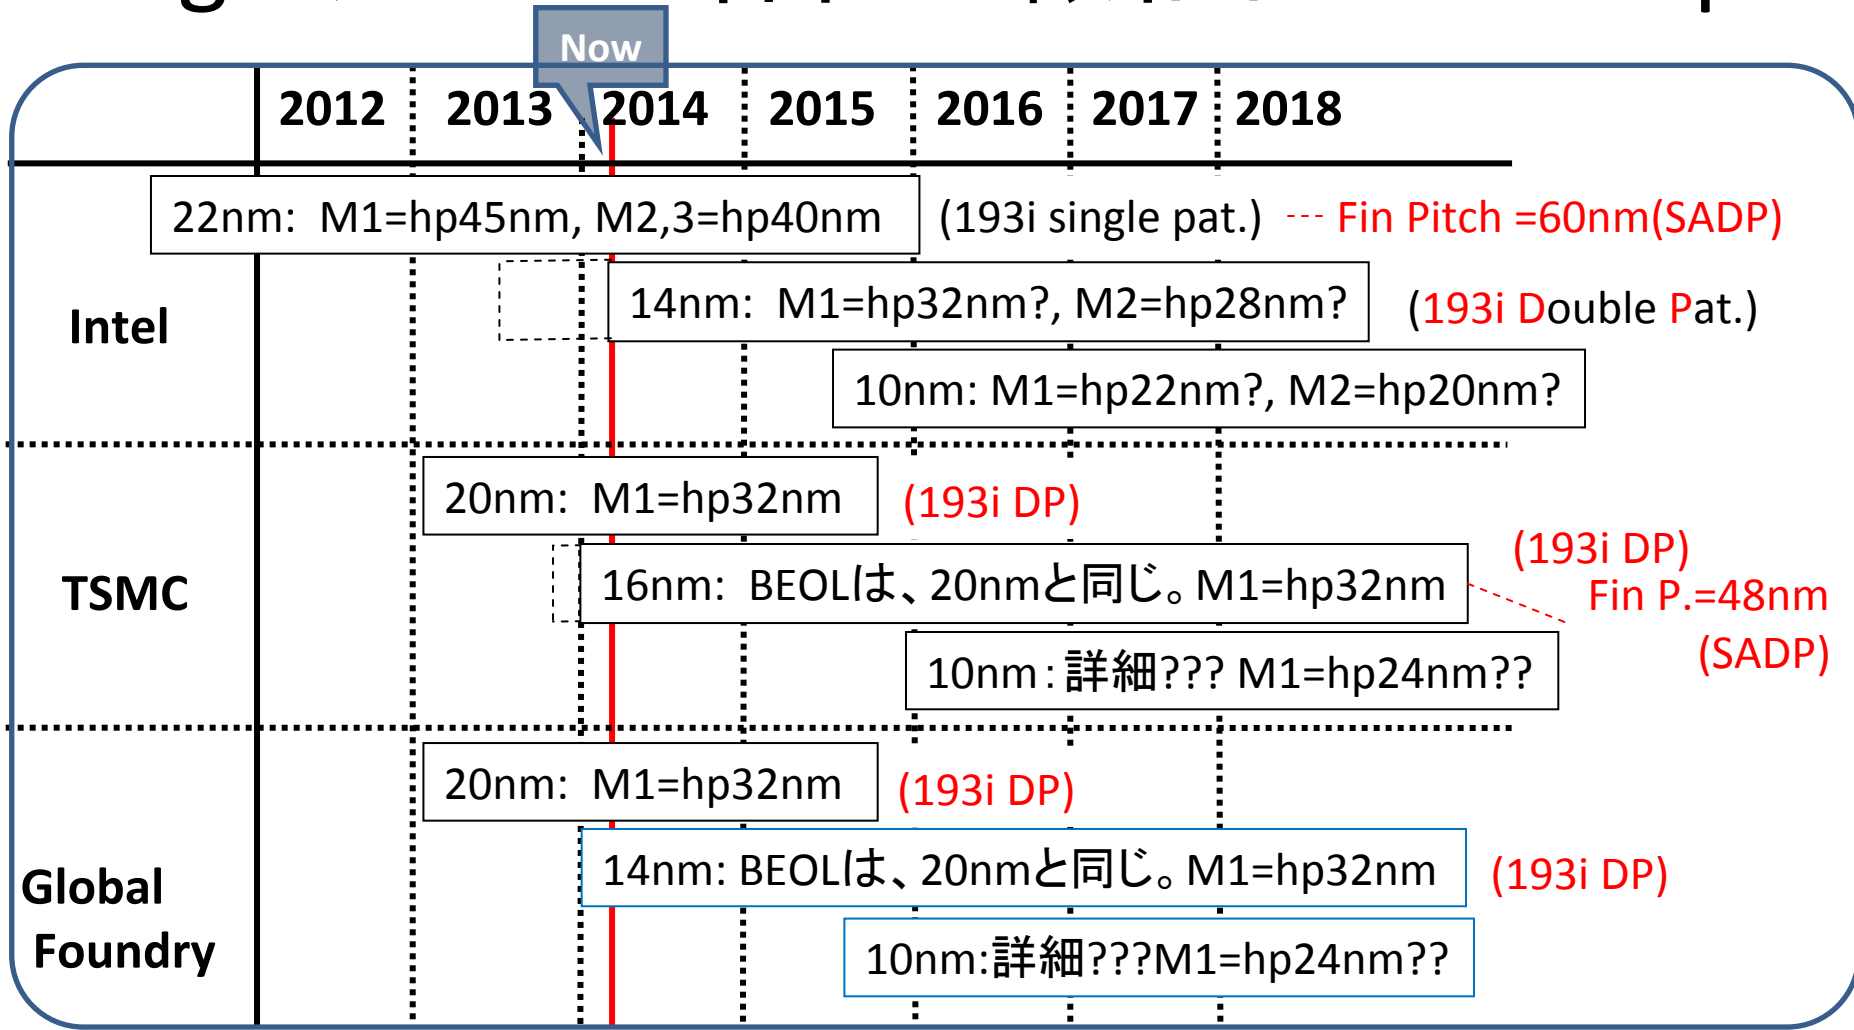 Now
2012 2013 2014 2015 2016 2017 2018
22nm: M1=hp45nm, M2,3=hp40nm (193i single pat.) --- Fin Pitch =60nm(SADP)
Intel
14nm: M1=hp32nm?, M2=hp28nm? (193i Double Pat.)
10nm: M1=hp22nm?, M2=hp20nm?
TSMC
20nm: M1=hp32nm (193i DP)
16nm: BEOLは、20nmと同じ。M1=hp32nm (193i DP)
Fin P.=48nm
(SADP)
10nm:詳細??? M1=hp24nm??
Global
Foundry
20nm: M1=hp32nm (193i DP)
14nm: BEOLは、20nmと同じ。M1=hp32nm (193i DP)
10nm:詳細???M1=hp24nm??